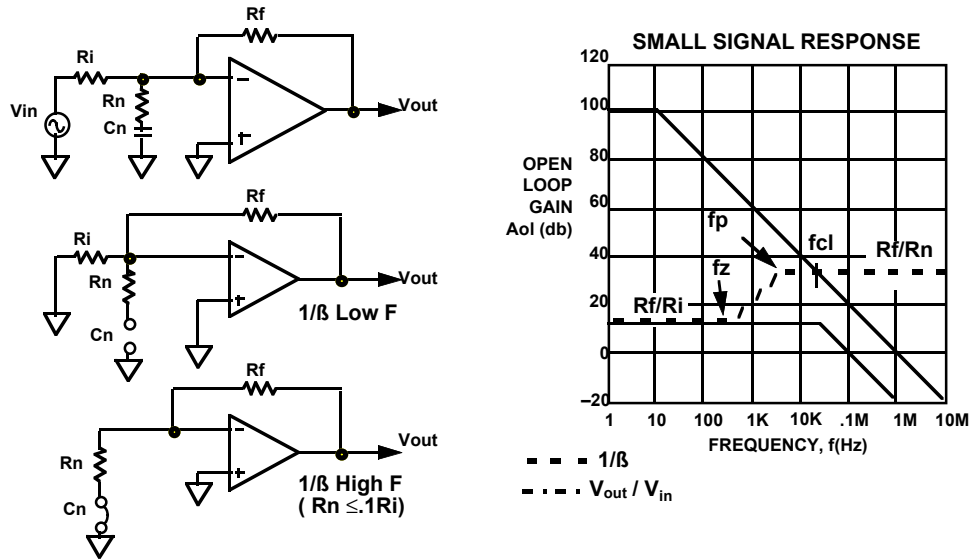 Rf
Ri
Rn
Cn
Vin
Vout
Rf
Ri
Rn
Cn
Vout
1/ß Low F
Rf
Rn
Cn
Vout
1/ß High F
( Rn ≤.1Ri)
SMALL SIGNAL RESPONSE
OPEN
LOOP
GAIN
Aol (db)
120
100
80
60
40
20
0
–20
fp
fcl
Rf/Rn
fz
Rf/Ri
1 10 100 1K 10K .1M 1M 10M
FREQUENCY, f(Hz)
1/ß
Vout / Vin